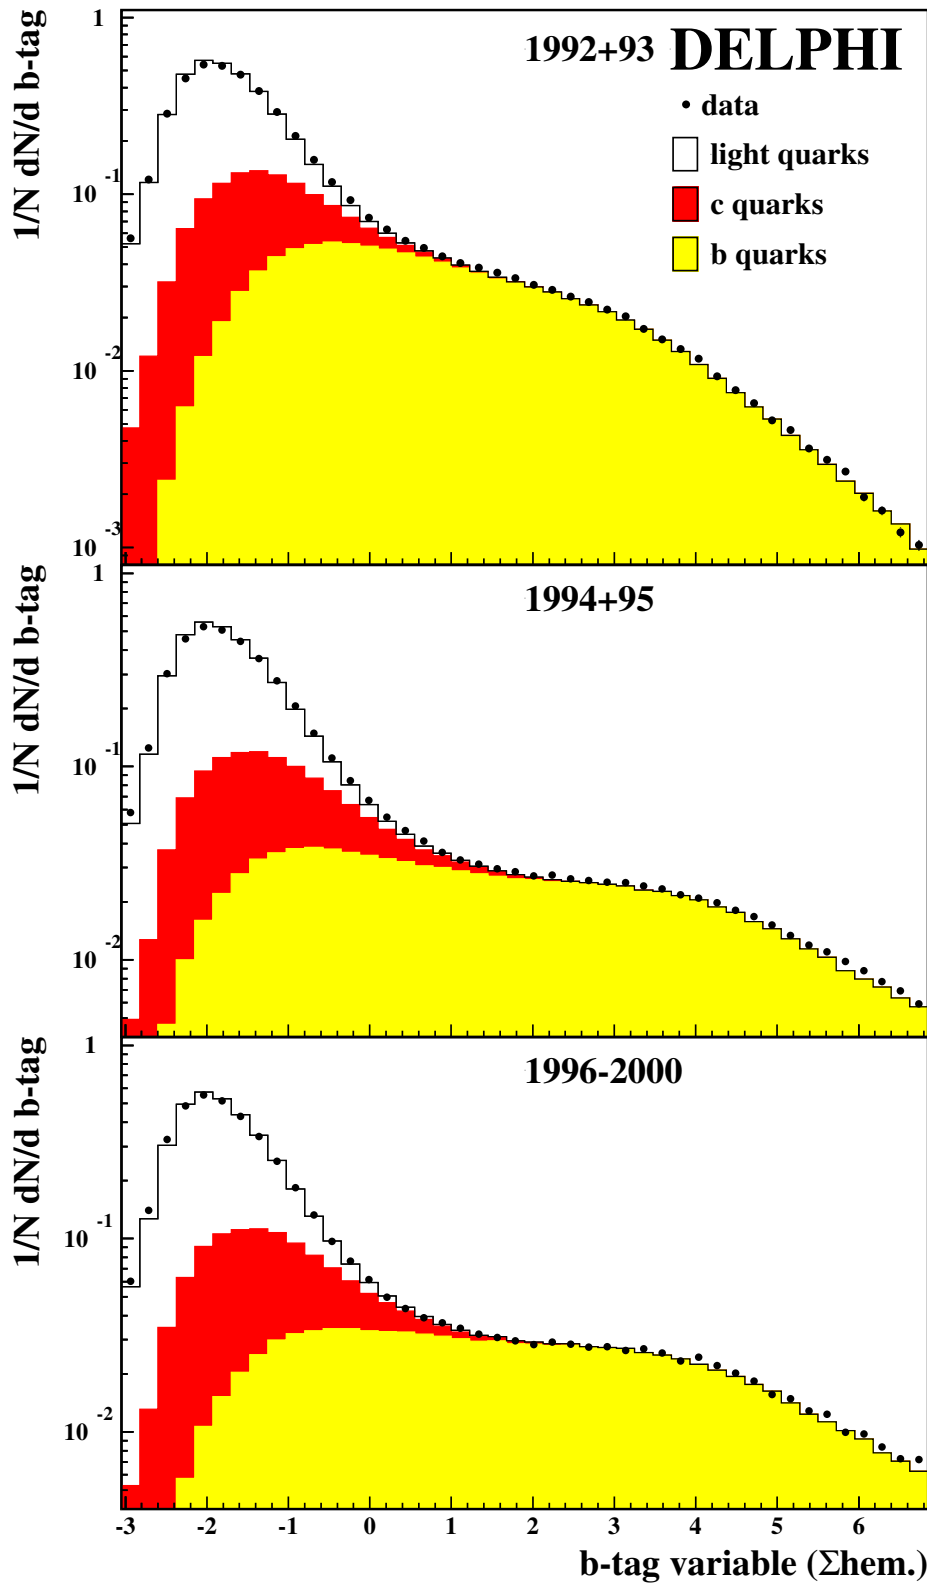 1992+93 DELPHI
data
light quarks
c quarks
b quarks
1/N dN/d b-tag
1
10 -1
10 -2
10 -3
1994+95
1/N dN/d b-tag
1
10 -1
10 -2
1996-2000
1/N dN/d b-tag
1
10 -1
10 -2
-3 -2 -1 0 1 2 3 4 5 6
b-tag variable (Σhem.)